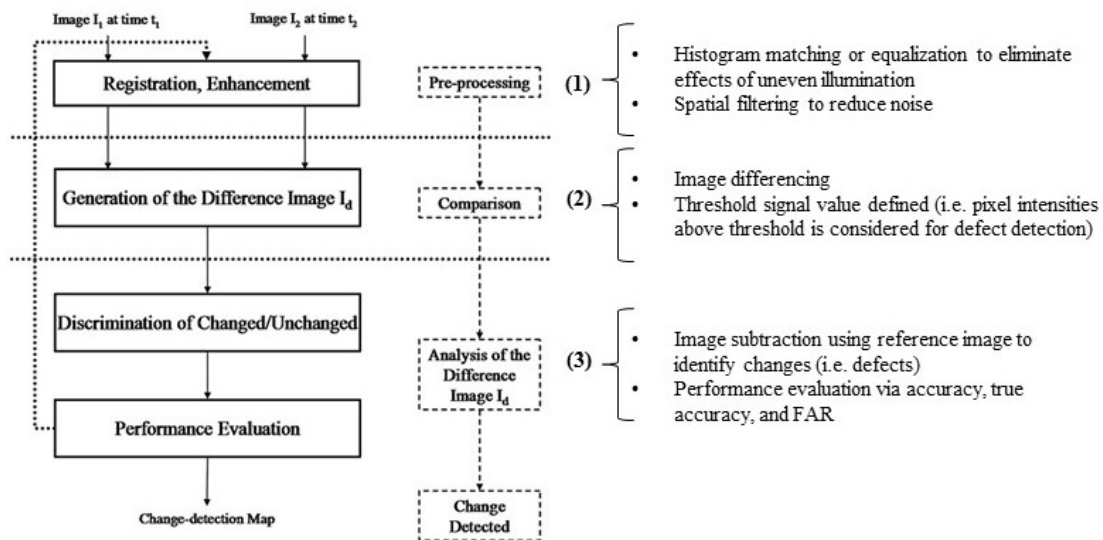 Image I₁ at time t₁
Image I₂ at time t₂
Registration, Enhancement
Generation of the Difference Image I_d
Discrimination of Changed/Unchanged
Performance Evaluation
Change-detection Map
Pre-processing
Comparison
Analysis of the
Difference
Image I_d
Change
Detected
(1)
• Histogram matching or equalization to eliminate
effects of uneven illumination
• Spatial filtering to reduce noise
(2)
• Image differencing
• Threshold signal value defined (i.e. pixel intensities
above threshold is considered for defect detection)
(3)
• Image subtraction using reference image to
identify changes (i.e. defects)
• Performance evaluation via accuracy, true
accuracy, and FAR